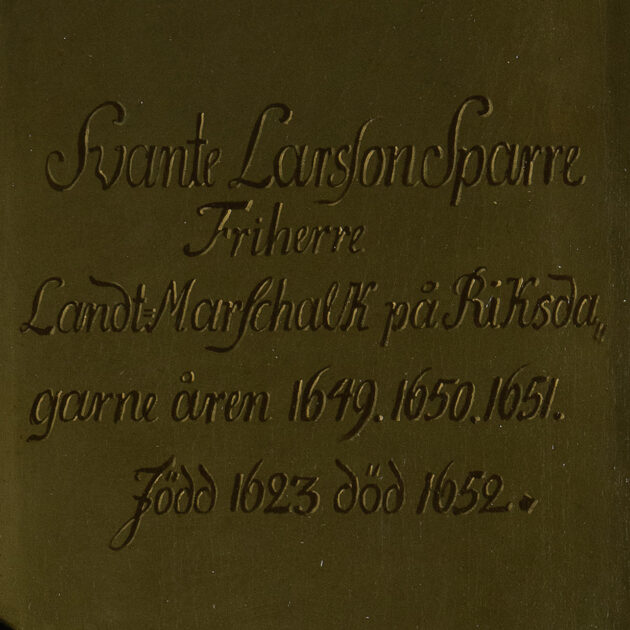 Svante Larsſon Sparre
Friherre
Landt=Marſchalk på Riksda„
garne åren 1649. 1650. 1651.
Född 1623 död 1652.